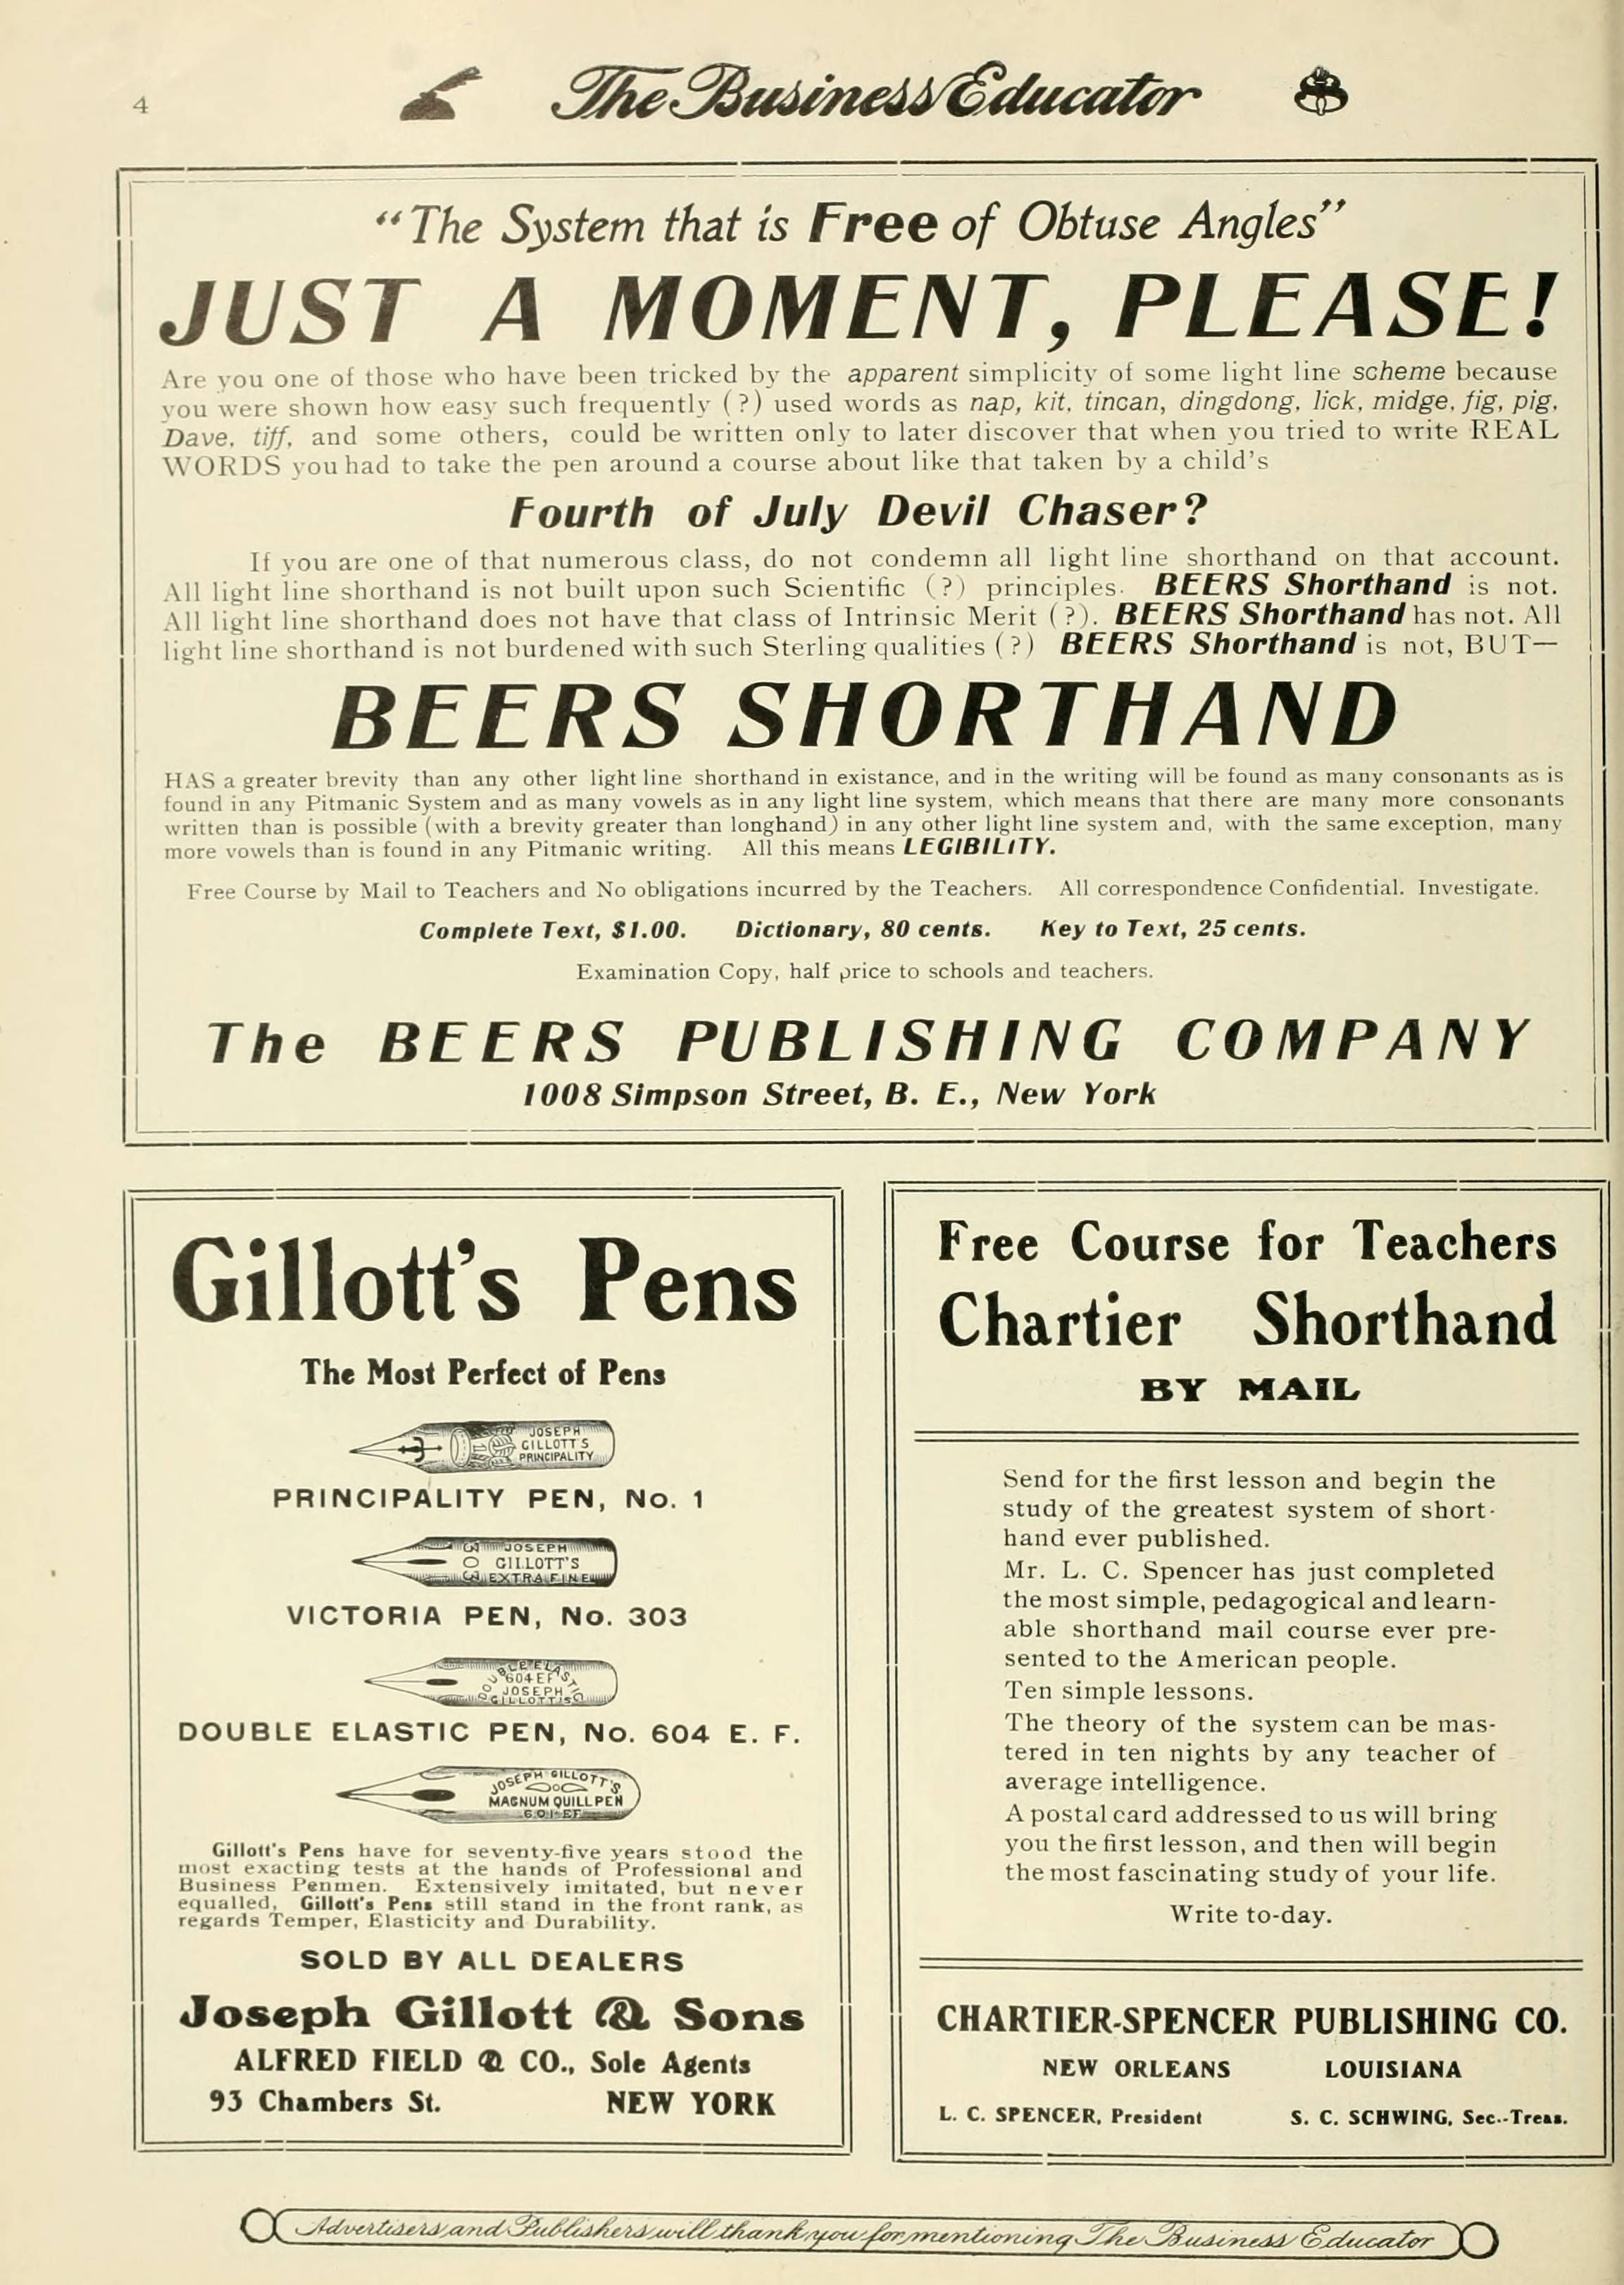 4
The Business Educator
"The System that is Free of Obtuse Angles"
JUST A MOMENT, PLEASE!
Are you one of those who have been tricked by the apparent simplicity of some light line scheme because
you were shown how easy such frequently (?) used words as nap, kit, tincan, dingdong, lick, midge, fig, pig,
Dave, tiff, and some others, could be written only to later discover that when you tried to write REAL
WORDS you had to take the pen around a course about like that taken by a child's
Fourth of July Devil Chaser?
If you are one of that numerous class, do not condemn all light line shorthand on that account.
All light line shorthand is not built upon such Scientific (?) principles. BEERS Shorthand is not.
All light line shorthand does not have that class of Intrinsic Merit (?). BEERS Shorthand has not. All
light line shorthand is not burdened with such Sterling qualities (?) BEERS Shorthand is not, BUT—
BEERS SHORTHAND
HAS a greater brevity than any other light line shorthand in existance, and in the writing will be found as many consonants as is
found in any Pitmanic System and as many vowels as in any light line system, which means that there are many more consonants
written than is possible (with a brevity greater than longhand) in any other light line system and, with the same exception, many
more vowels than is found in any Pitmanic writing. All this means LEGIBILITY.
Free Course by Mail to Teachers and No obligations incurred by the Teachers. All correspondence Confidential. Investigate.
Complete Text, $1.00. Dictionary, 80 cents. Key to Text, 25 cents.
Examination Copy, half price to schools and teachers.
The BEERS PUBLISHING COMPANY
1008 Simpson Street, B. E., New York
Gillott's Pens
The Most Perfect of Pens
JOSEPH
GILLOTT'S
PRINCIPALITY
PRINCIPALITY PEN, No. 1
303
JOSEPH
GILLOTT'S
EXTRA FINE
VICTORIA PEN, No. 303
DOUBLE ELASTIC
604 EF
JOSEPH
GILLOTT'S
DOUBLE ELASTIC PEN, No. 604 E. F.
JOSEPH GILLOTT'S
MAGNUM QUILL PEN
601 EF
Gillott's Pens have for seventy-five years stood the
most exacting tests at the hands of Professional and
Business Penmen. Extensively imitated, but never
equalled, Gillott's Pens still stand in the front rank, as
regards Temper, Elasticity and Durability.
SOLD BY ALL DEALERS
Joseph Gillott & Sons
ALFRED FIELD & CO., Sole Agents
93 Chambers St. NEW YORK
Free Course for Teachers
Chartier Shorthand
BY MAIL
Send for the first lesson and begin the
study of the greatest system of short-
hand ever published.
Mr. L. C. Spencer has just completed
the most simple, pedagogical and learn-
able shorthand mail course ever pre-
sented to the American people.
Ten simple lessons.
The theory of the system can be mas-
tered in ten nights by any teacher of
average intelligence.
A postal card addressed to us will bring
you the first lesson, and then will begin
the most fascinating study of your life.
Write to-day.
CHARTIER-SPENCER PUBLISHING CO.
NEW ORLEANS LOUISIANA
L. C. SPENCER, President S. C. SCHWING, Sec.-Treas.
Advertisers and Publishers will thank you for mentioning The Business Educator